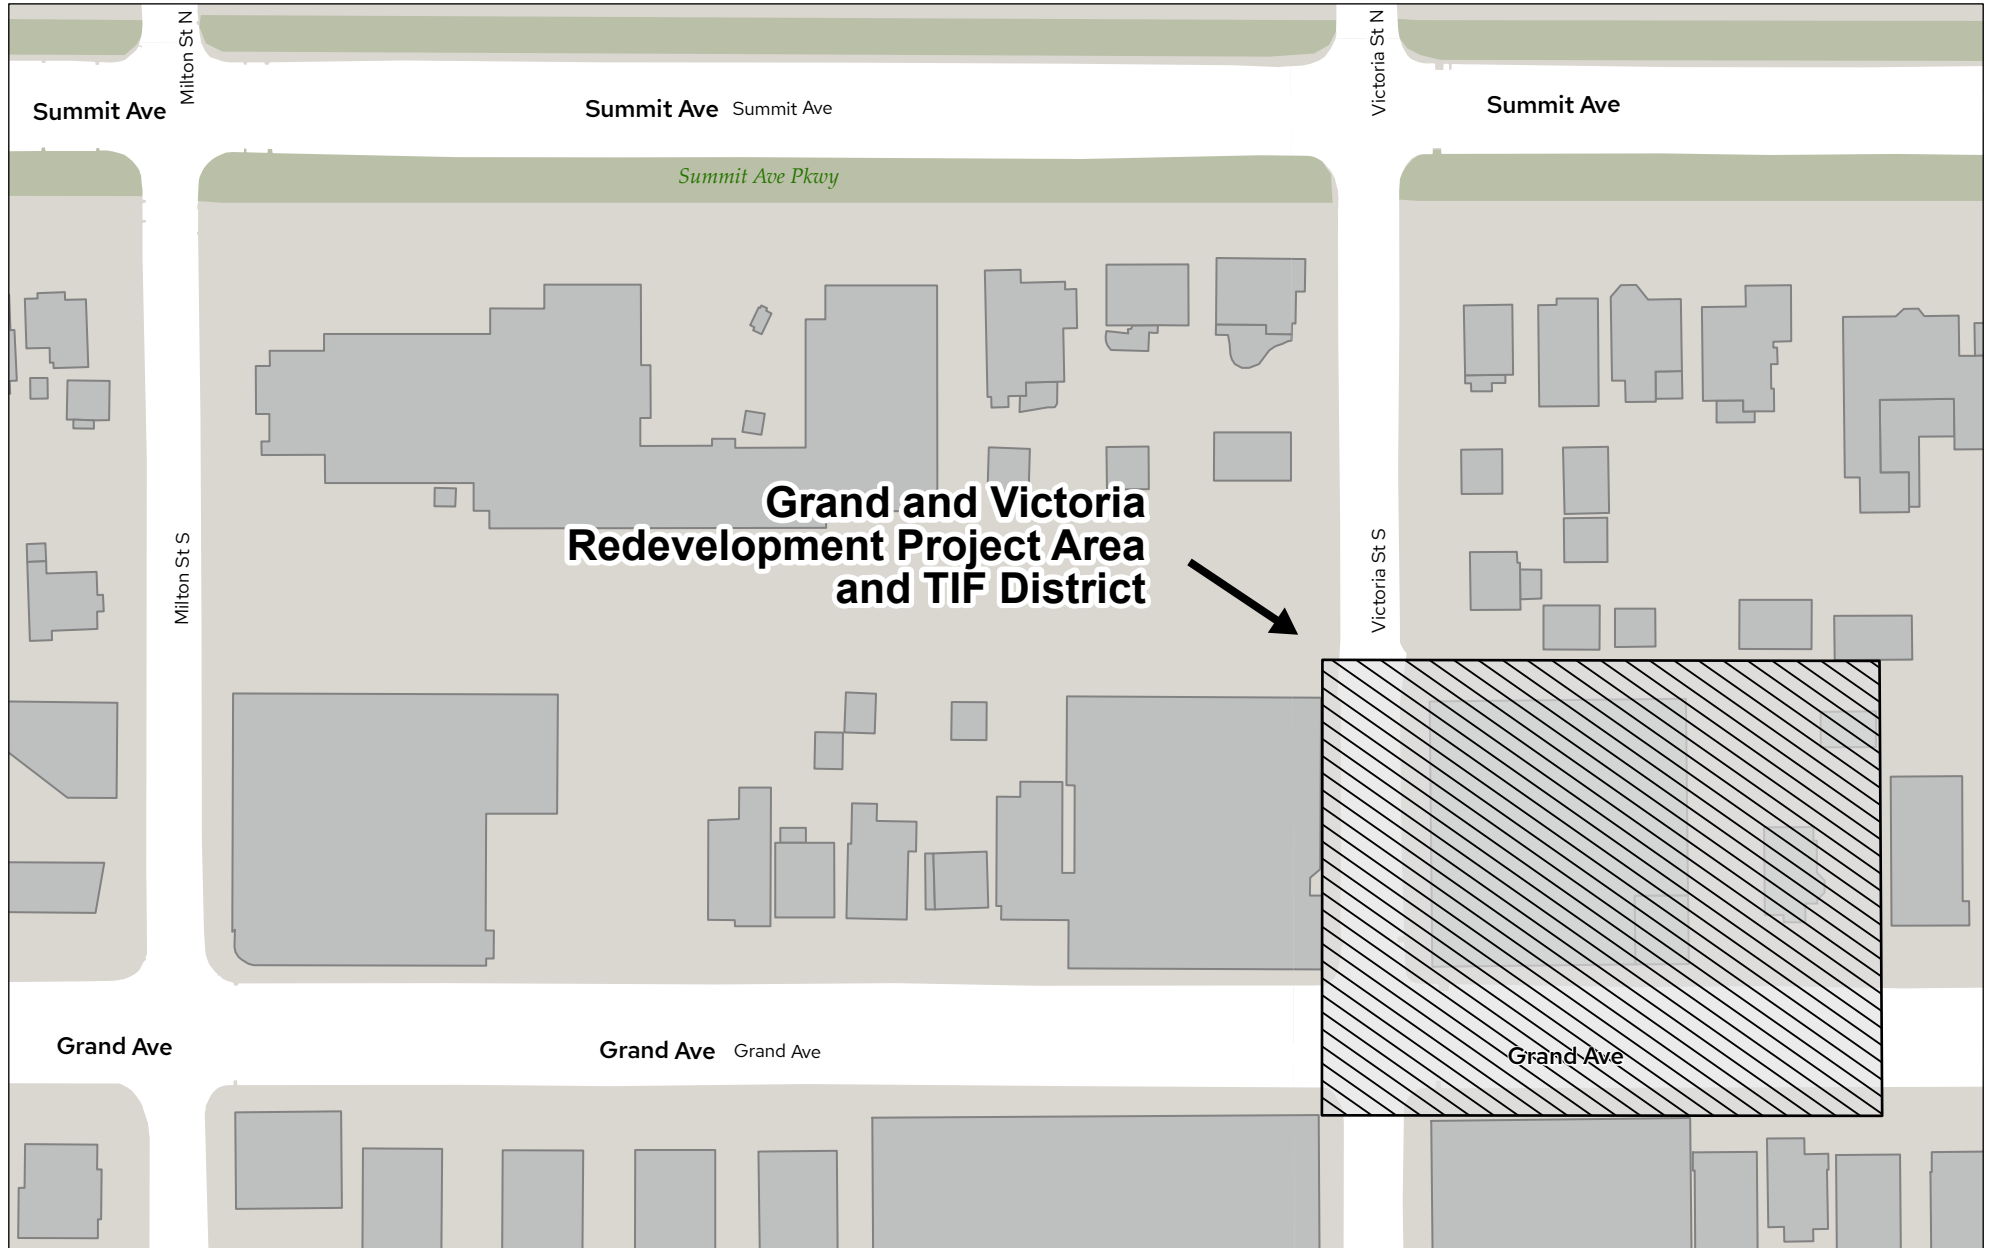 Milton St N
Victoria St N
Summit Ave
Summit Ave
Summit Ave
Summit Ave
Summit Ave Pkwy
Grand and Victoria
Redevelopment Project Area
and TIF District
Milton St S
Victoria St S
Grand Ave
Grand Ave
Grand Ave
Grand Ave